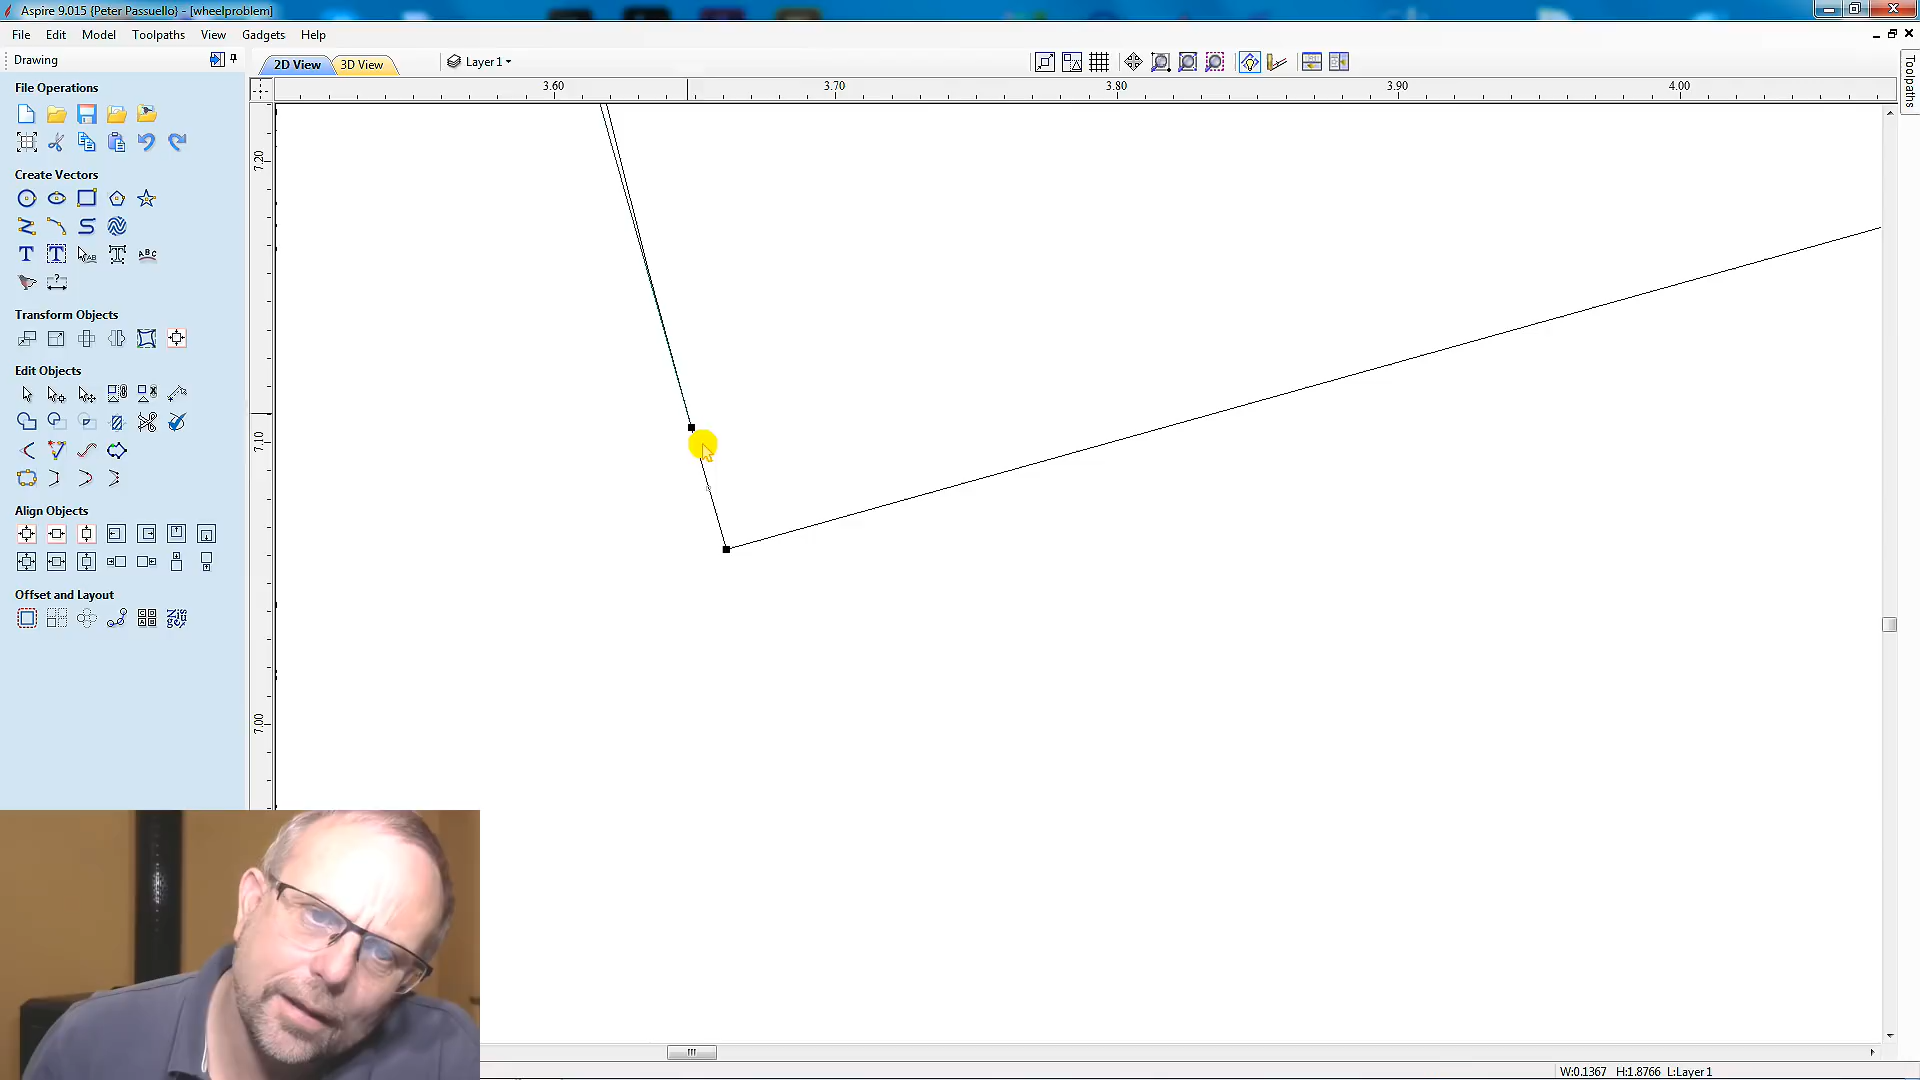 Aspire 9.015 {Peter Passuello} - [wheelproblem]
File Edit Model Toolpaths View Gadgets Help
Drawing
2D View 3D View Layer 1
Toolpaths
3.60 3.70 3.80 3.90 4.00
File Operations
7.20
Create Vectors
T T AB T ABC
Transform Objects
Edit Objects
7.10
Align Objects
Offset and Layout
7.00
W:0.1367 H:1.8766 L:Layer 1